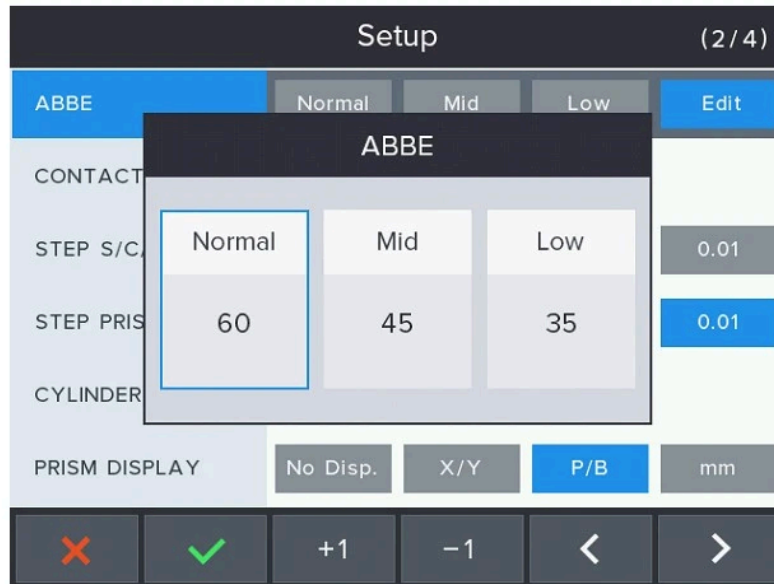 Setup (2/4)
ABBE Normal Mid Low Edit
ABBE
CONTACT
Normal Mid Low
STEP S/C/ 0.01
60 45 35
STEP PRIS 0.01
CYLINDER
PRISM DISPLAY No Disp. X/Y P/B mm
+1 −1 < >